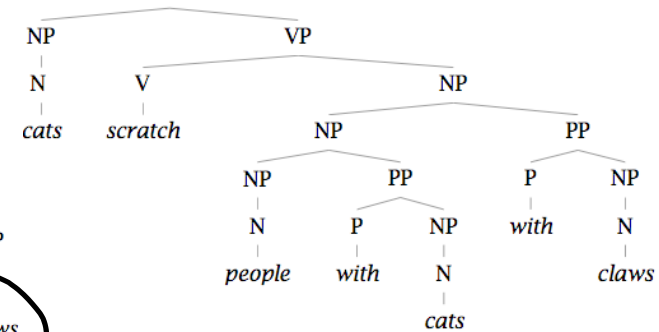 NP VP
N V NP
cats scratch NP PP
NP PP P NP
N P NP with N
people with N claws
cats